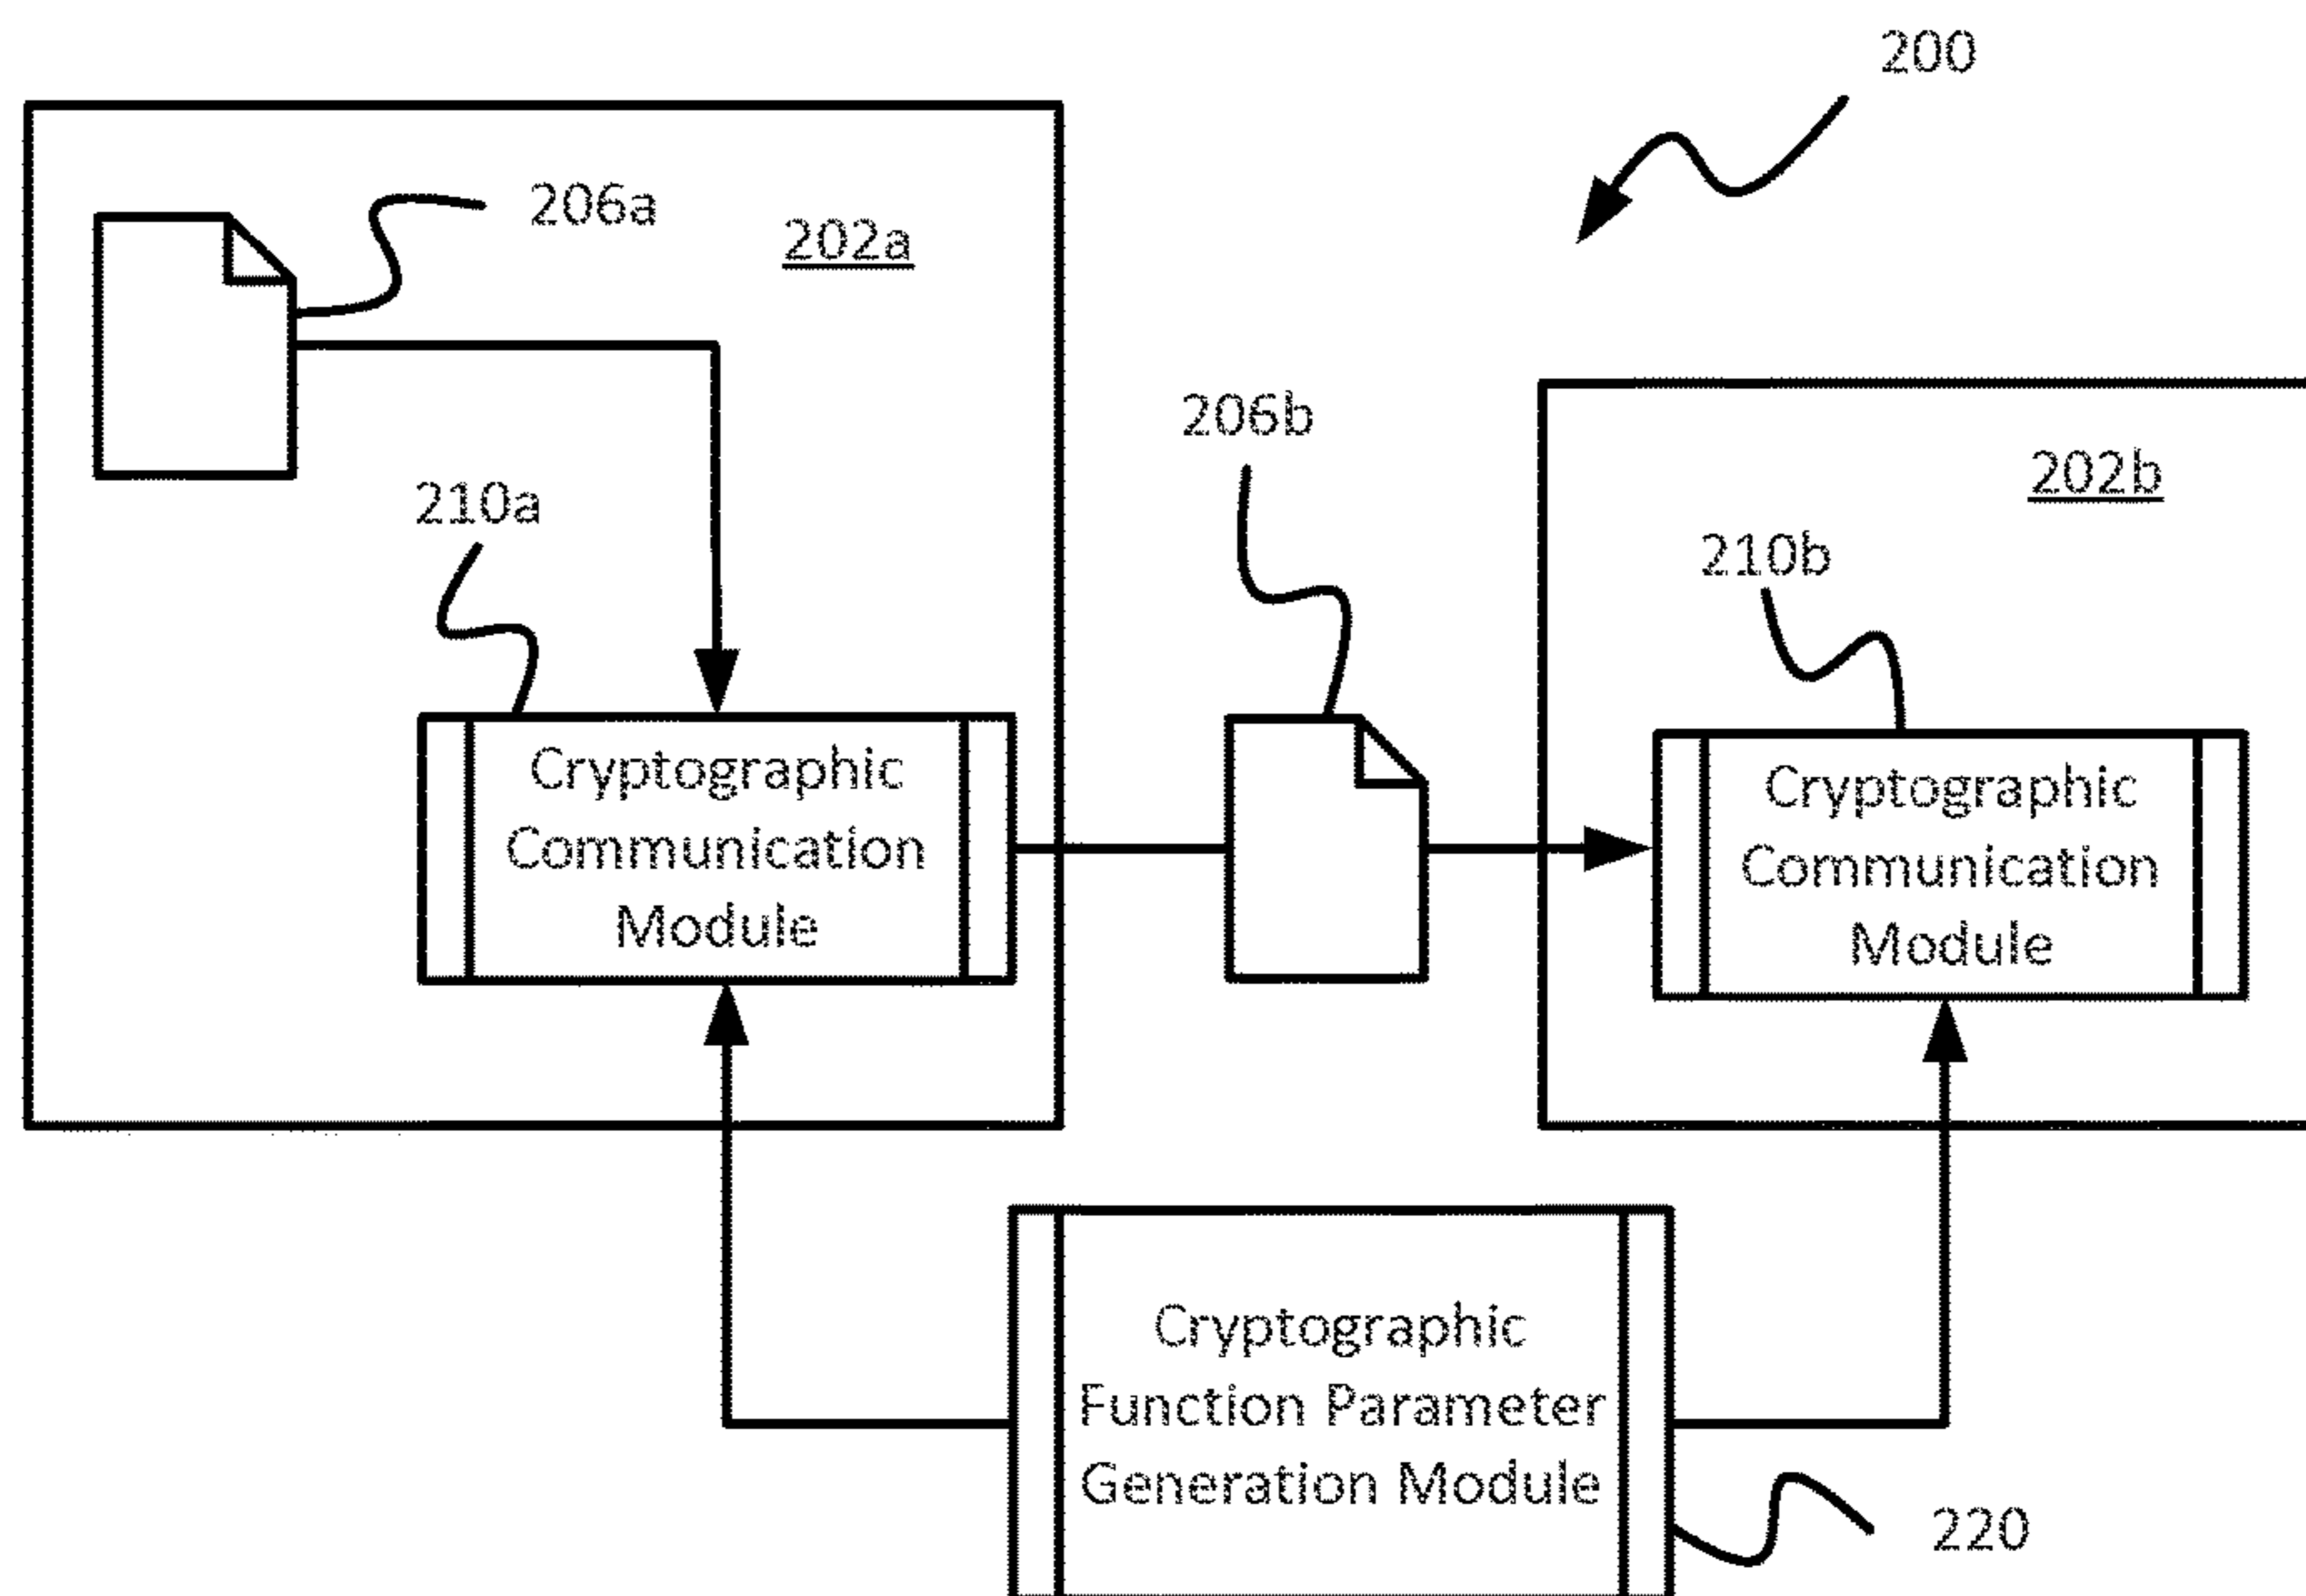 200
206a
202a
206b
202b
210a
210b
Cryptographic
Communication
Module
Cryptographic
Communication
Module
Cryptographic
Function Parameter
Generation Module
220